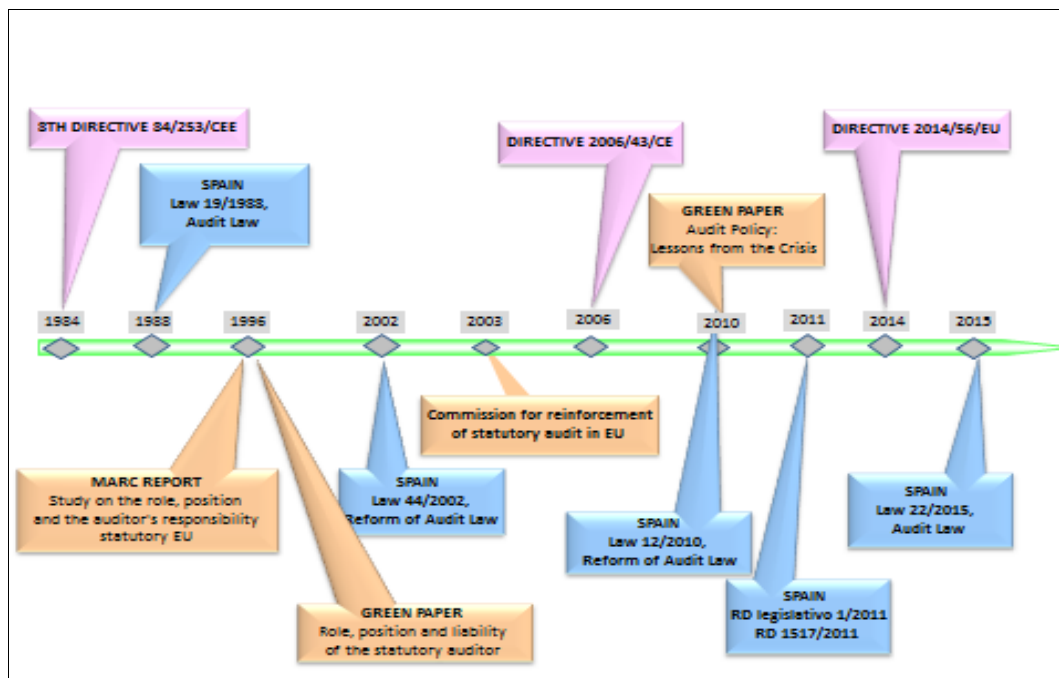 8TH DIRECTIVE 84/253/CEE
DIRECTIVE 2006/43/CE
DIRECTIVE 2014/56/EU
SPAIN
Law 19/1988,
Audit Law
GREEN PAPER
Audit Policy:
Lessons from the Crisis
1984
1988
1996
2002
2003
2006
2010
2011
2014
2015
Commission for reinforcement
of statutory audit in EU
MARC REPORT
Study on the role, position
and the auditor's responsibility
statutory EU
SPAIN
Law 44/2002,
Reform of Audit Law
SPAIN
Law 12/2010,
Reform of Audit Law
SPAIN
Law 22/2015,
Audit Law
GREEN PAPER
Role, position and liability
of the statutory auditor
SPAIN
RD legislativo 1/2011
RD 1517/2011